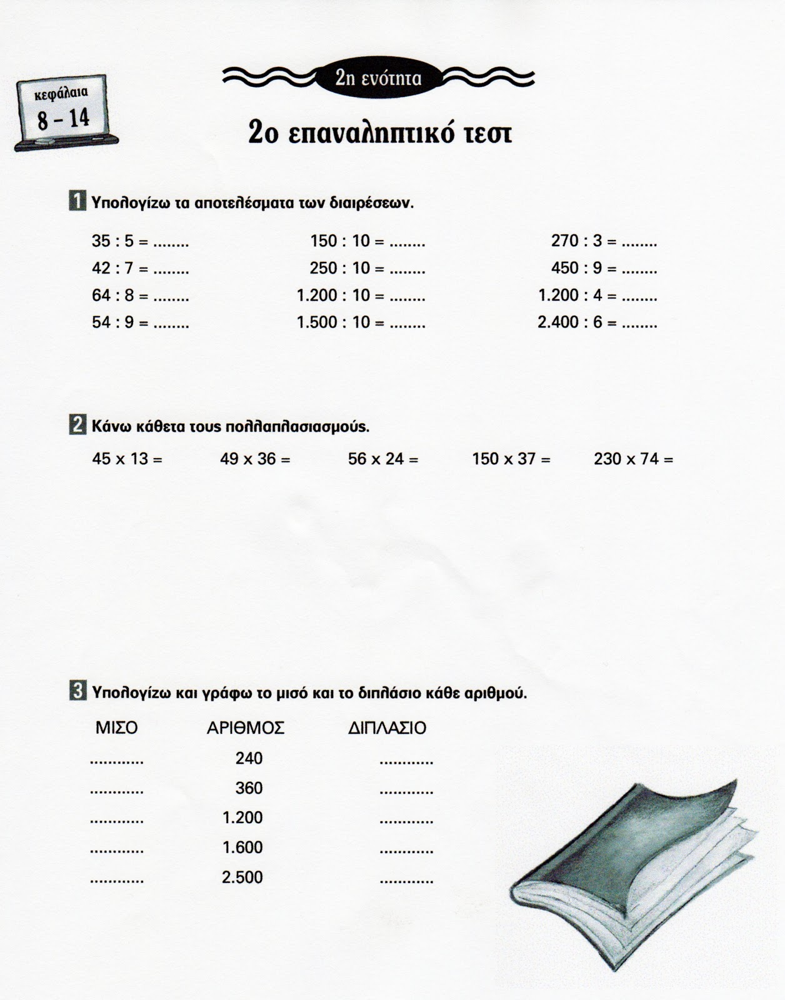 2η ενότητα
κεφάλαια
8 – 14
2ο επαναληπτικό τεστ
1 Υπολογίζω τα αποτελέσματα των διαιρέσεων.
35 : 5 = ........ 150 : 10 = ........ 270 : 3 = ........
42 : 7 = ........ 250 : 10 = ........ 450 : 9 = ........
64 : 8 = ........ 1.200 : 10 = ........ 1.200 : 4 = ........
54 : 9 = ........ 1.500 : 10 = ........ 2.400 : 6 = ........
2 Κάνω κάθετα τους πολλαπλασιασμούς.
45 x 13 = 49 x 36 = 56 x 24 = 150 x 37 = 230 x 74 =
3 Υπολογίζω και γράφω το μισό και το διπλάσιο κάθε αριθμού.
ΜΙΣΟ ΑΡΙΘΜΟΣ ΔΙΠΛΑΣΙΟ
............ 240 ............
............ 360 ............
............ 1.200 ............
............ 1.600 ............
............ 2.500 ............